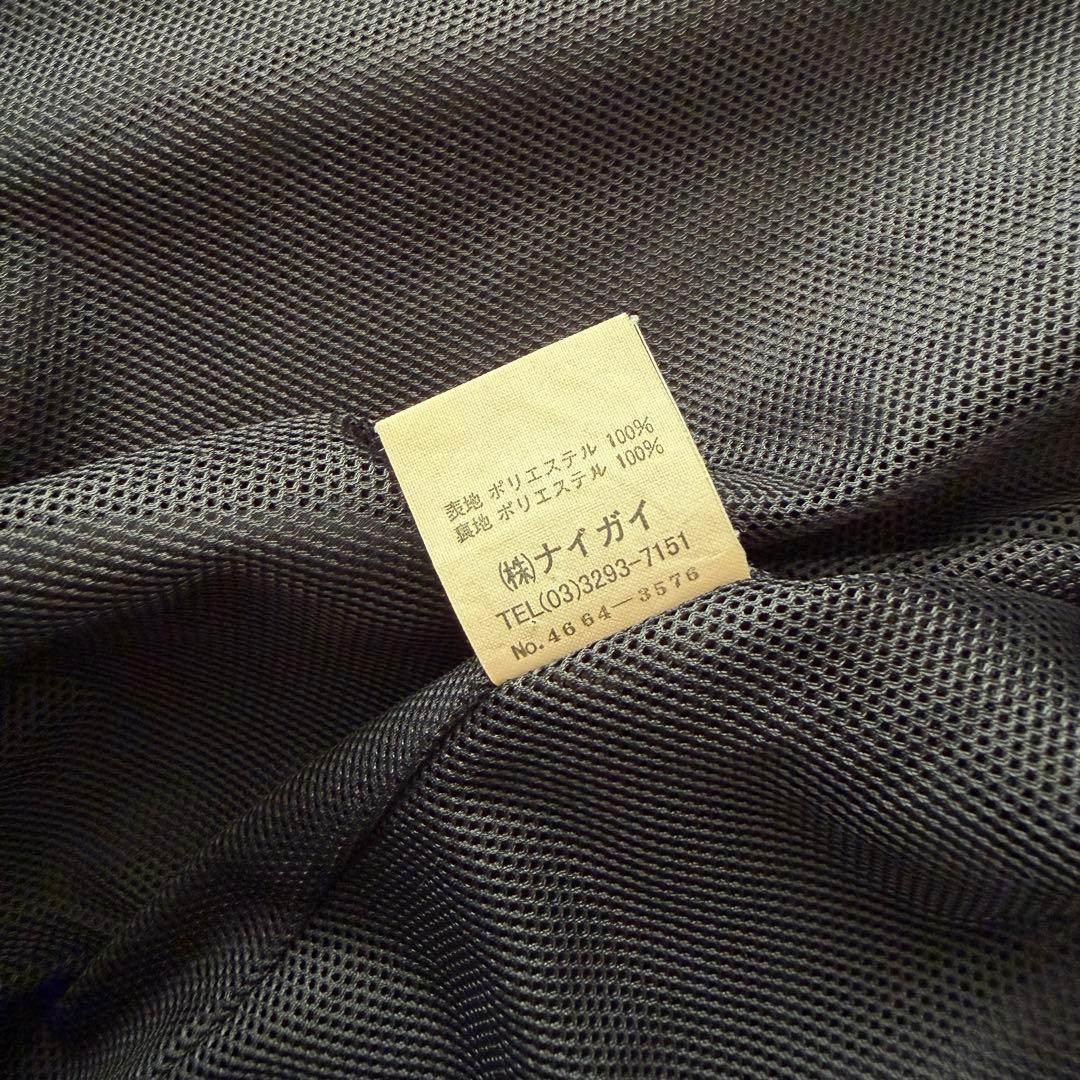 表地 ポリエステル 100%
裏地 ポリエステル 100%
(株)ナイガイ
TEL(03)3293-7151
No.4664-3576